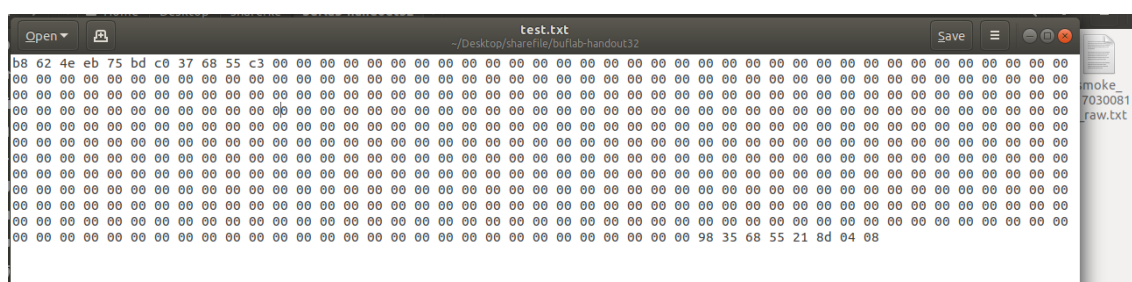 Open
test.txt
~/Desktop/sharefile/buflab-handout32
Save
b8 62 4e eb 75 bd c0 37 68 55 c3 00 00 00 00 00 00 00 00 00 00 00 00 00 00 00 00 00 00 00 00 00 00 00 00 00 00 00 00 00 00 00 00 00 00
00 00 00 00 00 00 00 00 00 00 00 00 00 00 00 00 00 00 00 00 00 00 00 00 00 00 00 00 00 00 00 00 00 00 00 00 00 00 00 00 00 00 00 00 00
00 00 00 00 00 00 00 00 00 00 00 00 00 00 00 00 00 00 00 00 00 00 00 00 00 00 00 00 00 00 00 00 00 00 00 00 00 00 00 00 00 00 00 00 00
00 00 00 00 00 00 00 00 00 00 00 00 00 00 00 00 00 00 00 00 00 00 00 00 00 00 00 00 00 00 00 00 00 00 00 00 00 00 00 00 00 00 00 00 00
00 00 00 00 00 00 00 00 00 00 00 00 00 00 00 00 00 00 00 00 00 00 00 00 00 00 00 00 00 00 00 00 00 00 00 00 00 00 00 00 00 00 00 00 00
00 00 00 00 00 00 00 00 00 00 00 00 00 00 00 00 00 00 00 00 00 00 00 00 00 00 00 00 00 00 00 00 00 00 00 00 00 00 00 00 00 00 00 00 00
00 00 00 00 00 00 00 00 00 00 00 00 00 00 00 00 00 00 00 00 00 00 00 00 00 00 00 00 00 00 00 00 00 00 00 00 00 00 00 00 00 00 00 00 00
00 00 00 00 00 00 00 00 00 00 00 00 00 00 00 00 00 00 00 00 00 00 00 00 00 00 00 00 00 00 00 00 00 00 00 00 00 00 00 00 00 00 00 00 00
00 00 00 00 00 00 00 00 00 00 00 00 00 00 00 00 00 00 00 00 00 00 00 00 00 00 00 00 00 00 00 00 00 00 00 00 00 00 00 00 00 00 00 00 00
00 00 00 00 00 00 00 00 00 00 00 00 00 00 00 00 00 00 00 00 00 00 00 00 00 00 00 00 00 00 00 00 00 00 00 00 00 00 00 00 00 00 00 00 00
00 00 00 00 00 00 00 00 00 00 00 00 00 00 00 00 00 00 00 00 00 00 00 00 00 00 00 00 00 00 00 00 00 00 00 00 00 00 00 00 00 00 00 00 00
00 00 00 00 00 00 00 00 00 00 00 00 00 00 00 00 00 00 00 00 00 00 00 00 00 00 00 00 00 98 35 68 55 21 8d 04 08
smoke_
7030081
_raw.txt